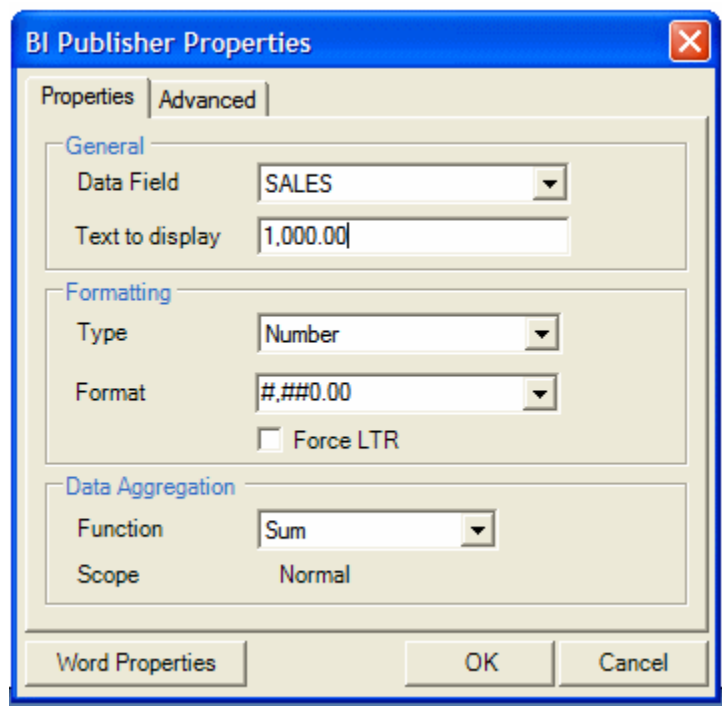 BI Publisher Properties
Properties Advanced
General
Data Field SALES
Text to display 1,000.00
Formatting
Type Number
Format #,##0.00
Force LTR
Data Aggregation
Function Sum
Scope Normal
Word Properties OK Cancel